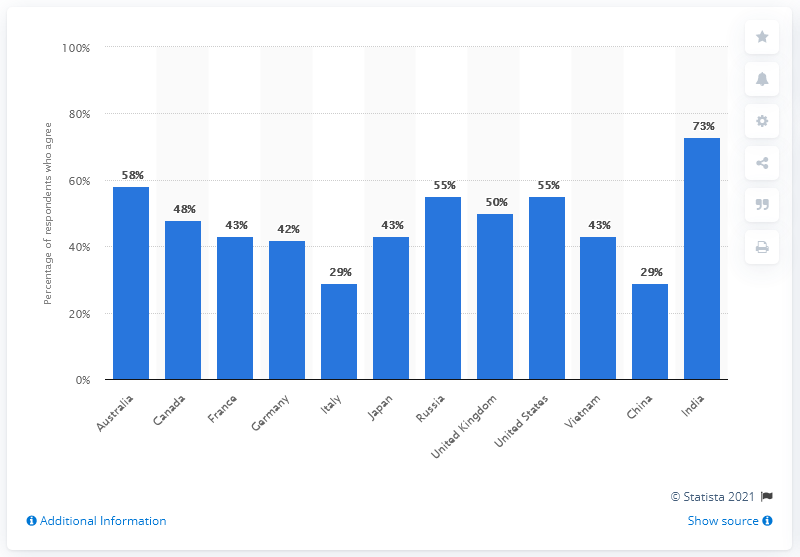 100%
80%
60%
40%
20%
0%
Percentage of respondents who agree
58%
48%
43%
42%
29%
43%
55%
50%
55%
43%
29%
73%
Australia
Canada
France
Germany
Italy
Japan
Russia
United Kingdom
United States
Vietnam
China
India
© Statista 2021
Additional Information
Show source